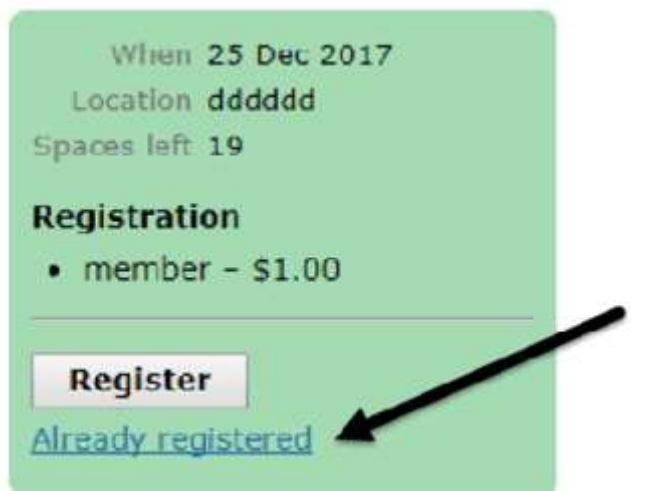 When 25 Dec 2017
Location dddddd
Spaces left 19
Registration
• member – $1.00
Register
Already registered